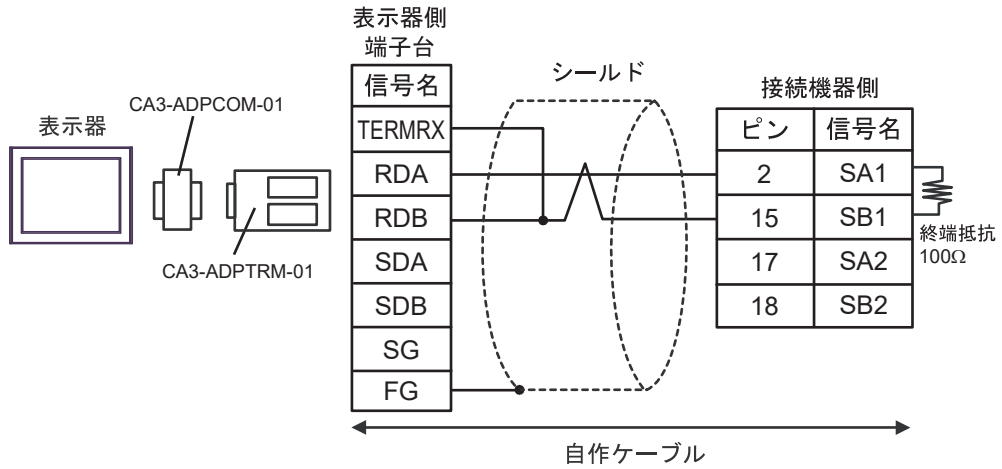 表示器
CA3-ADPCOM-01
CA3-ADPTRM-01
表示器側
端子台
信号名
TERMRX
RDA
RDB
SDA
SDB
SG
FG
シールド
接続機器側
ピン 信号名
2 SA1
15 SB1
17 SA2
18 SB2
終端抵抗
100Ω
自作ケーブル